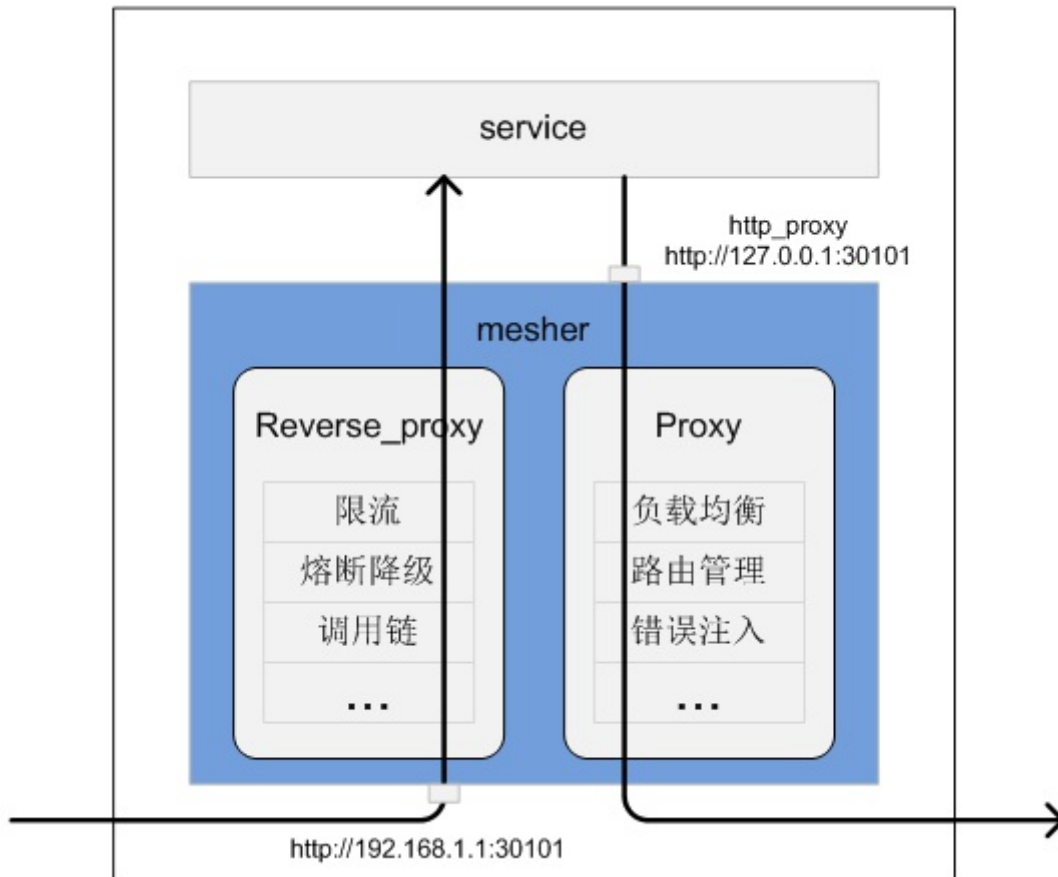 service
http_proxy
http://127.0.0.1:30101
mesher
Reverse_proxy
限流
熔断降级
调用链
...
Proxy
负载均衡
路由管理
错误注入
...
http://192.168.1.1:30101